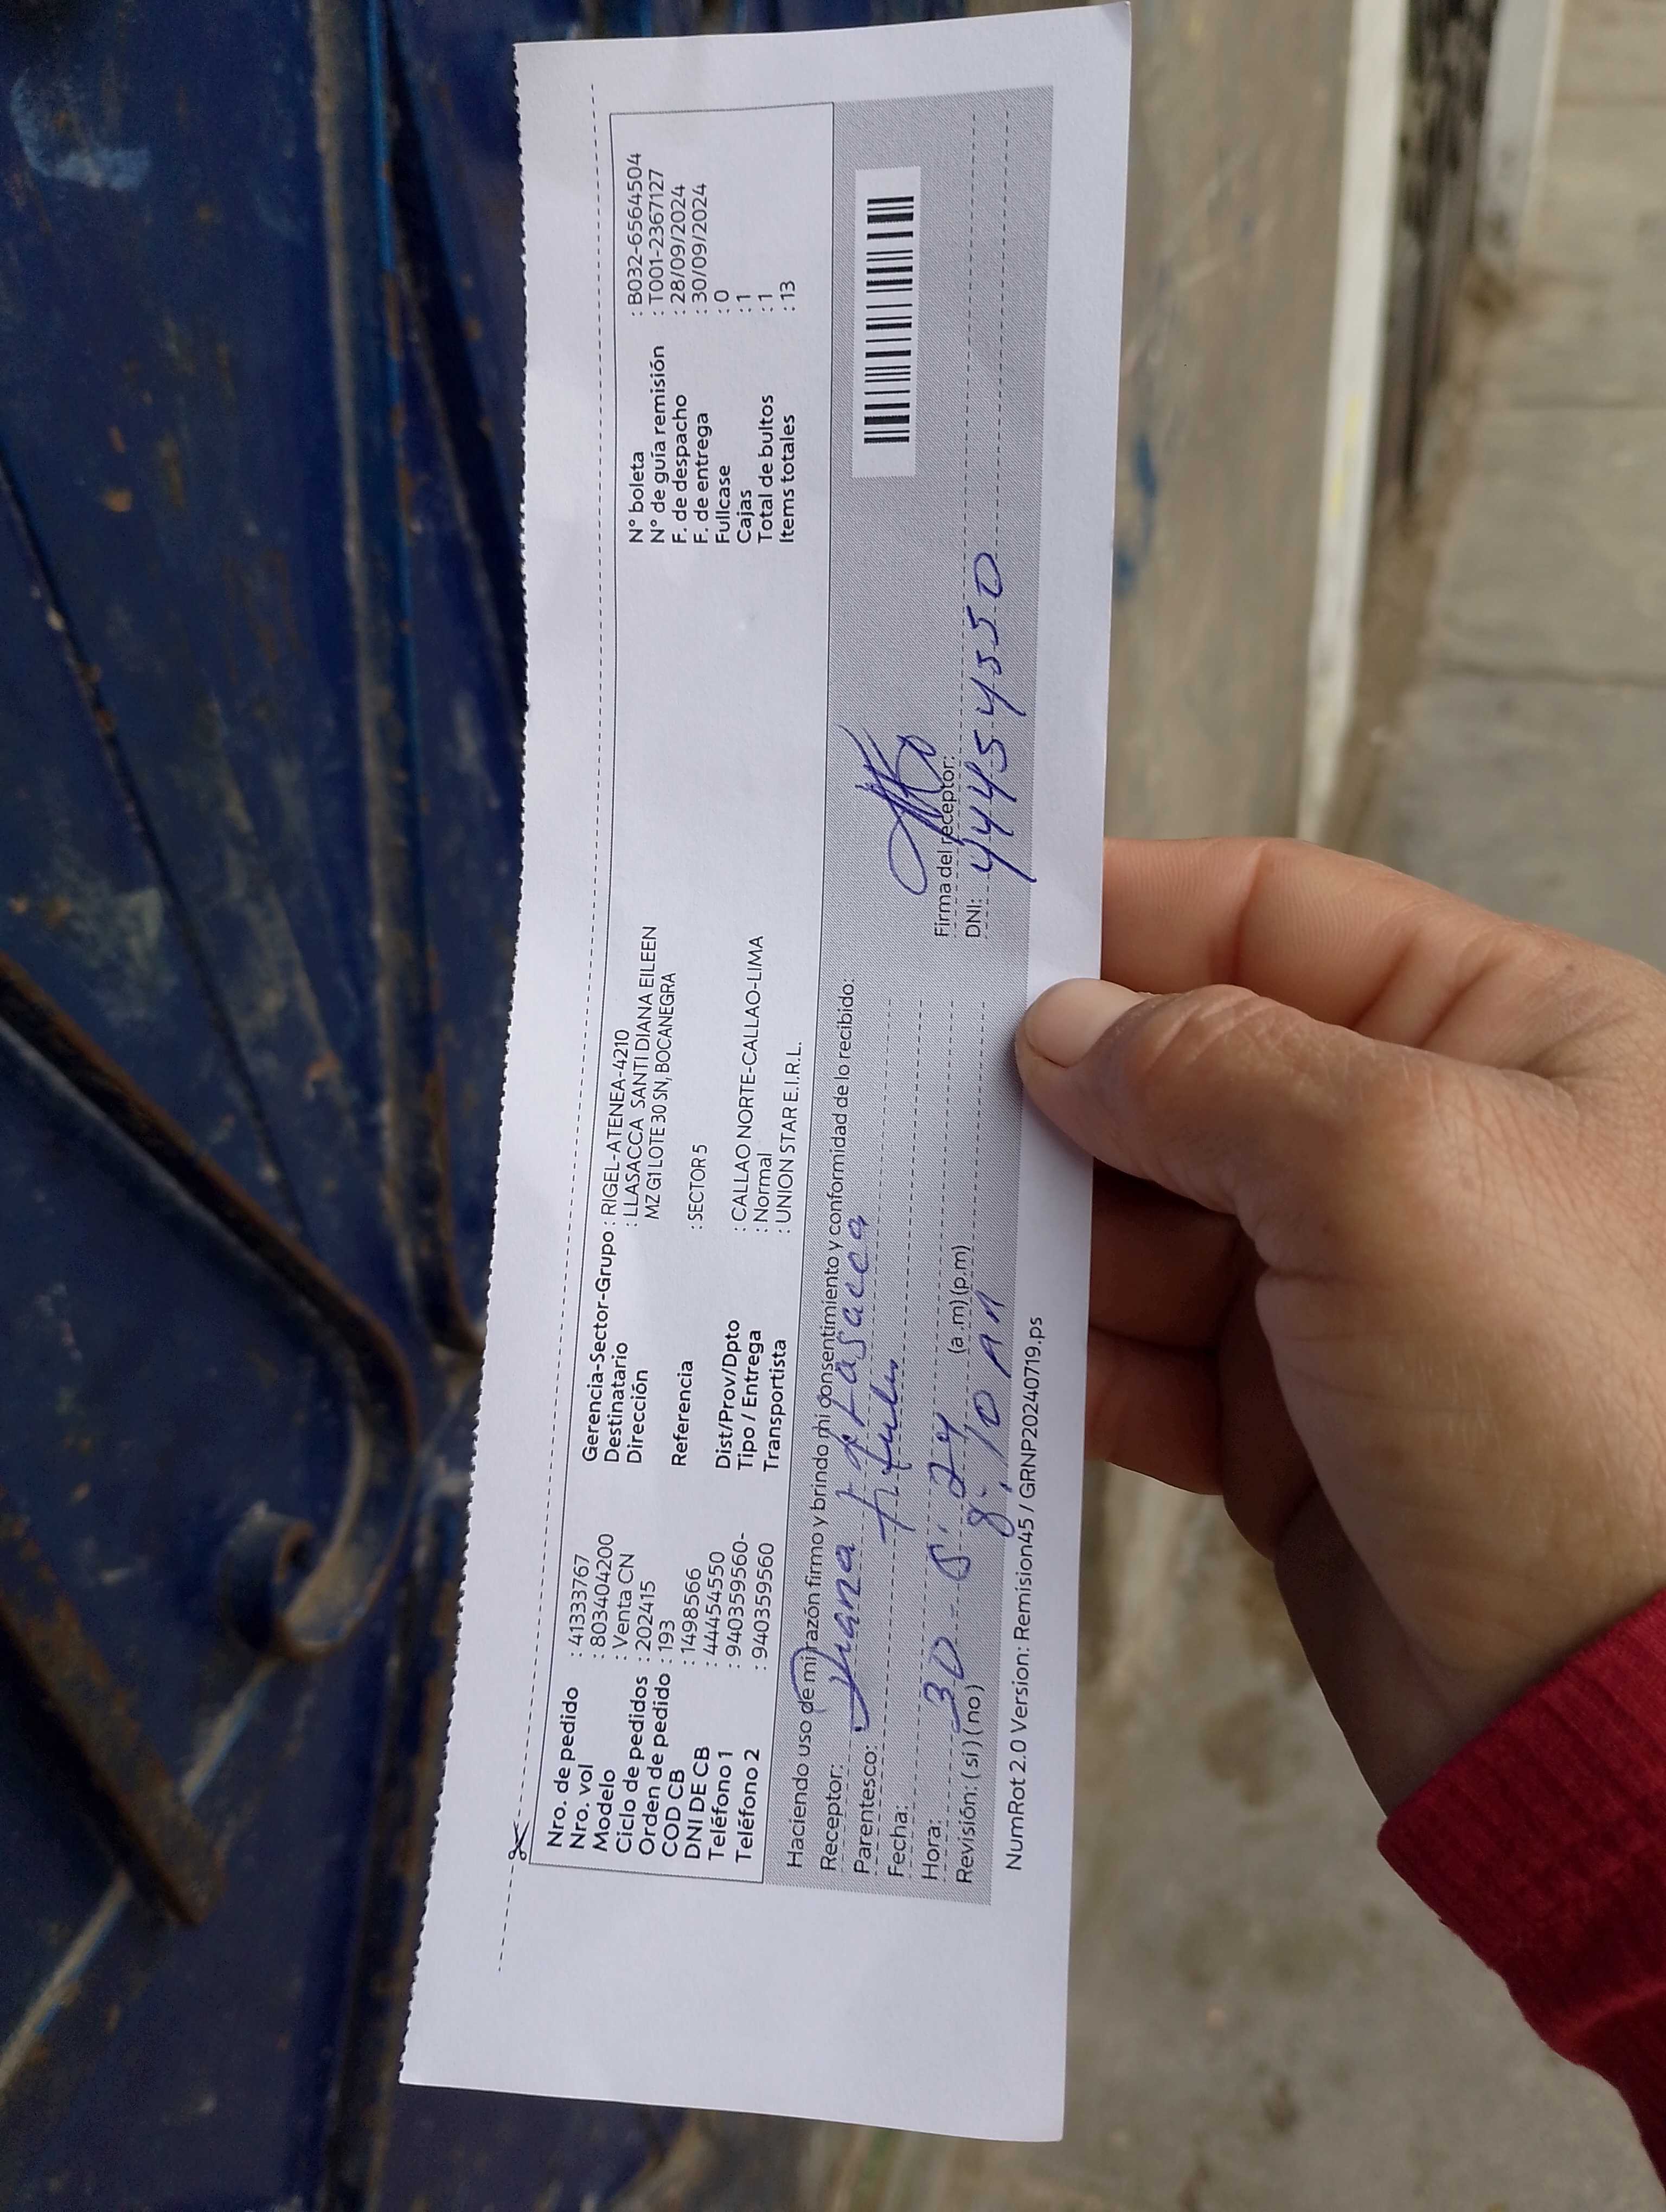 Nro. de pedido : 41333767
Nro. vol : 803404200
Modelo : Venta CN
Ciclo de pedidos : 202415
Orden de pedido : 193
COD CB : 1498566
DNI DE CB : 44454550
Teléfono 1 : 940359560-
Teléfono 2 : 940359560
Gerencia-Sector-Grupo : RIGEL-ATENEA-4210
Destinatario : LLASACCA SANTI DIANA EILEEN
Dirección MZ G1 LOTE 30 SN, BOCANEGRA
Referencia : SECTOR 5
Dist/Prov/Dpto : CALLAO NORTE-CALLAO-LIMA
Tipo / Entrega : Normal
Transportista : UNION STAR E.I.R.L.
N° boleta : B032-6564504
N° de guía remisión : T001-2367127
F. de despacho : 28/09/2024
F. de entrega : 30/09/2024
Fullcase : 0
Cajas : 1
Total de bultos : 1
Items totales : 13
Haciendo uso de mi razón firmo y brindo mi consentimiento y conformidad de lo recibido:
Receptor: Diana
Parentesco:
Fecha: 30
Hora: 8:10 AM (a.m) (p.m)
Revisión: (si) (no)
Firma del receptor:
DNI: 44454550
NumRot 2.0 Version: Remision45 / GRNP20240719.ps